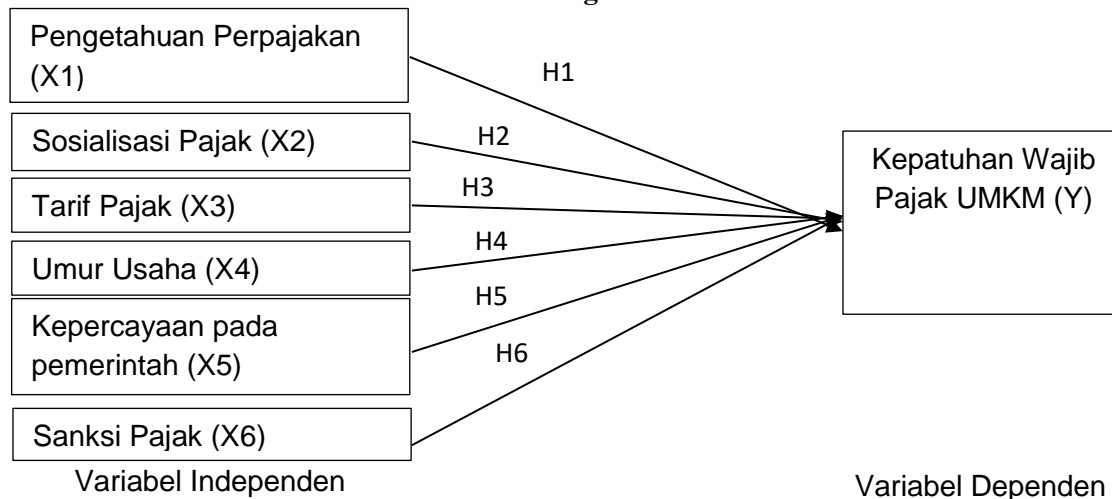 Pengetahuan Perpajakan
(X1)
H1
Sosialisasi Pajak (X2)
H2
Tarif Pajak (X3)
H3
Umur Usaha (X4)
H4
Kepercayaan pada
pemerintah (X5)
H5
Sanksi Pajak (X6)
H6
Kepatuhan Wajib
Pajak UMKM (Y)
Variabel Independen
Variabel Dependen